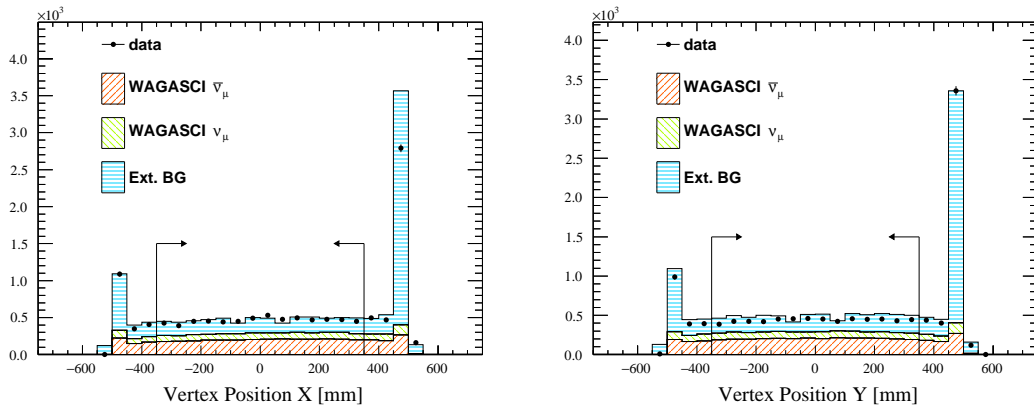 ×10³
4.0
3.5
3.0
2.5
2.0
1.5
1.0
0.5
0.0
data
WAGASCI ν̅μ
WAGASCI νμ
Ext. BG
−600 −400 −200 0 200 400 600
Vertex Position X [mm]
×10³
4.0
3.5
3.0
2.5
2.0
1.5
1.0
0.5
0.0
data
WAGASCI ν̅μ
WAGASCI νμ
Ext. BG
−600 −400 −200 0 200 400 600
Vertex Position Y [mm]